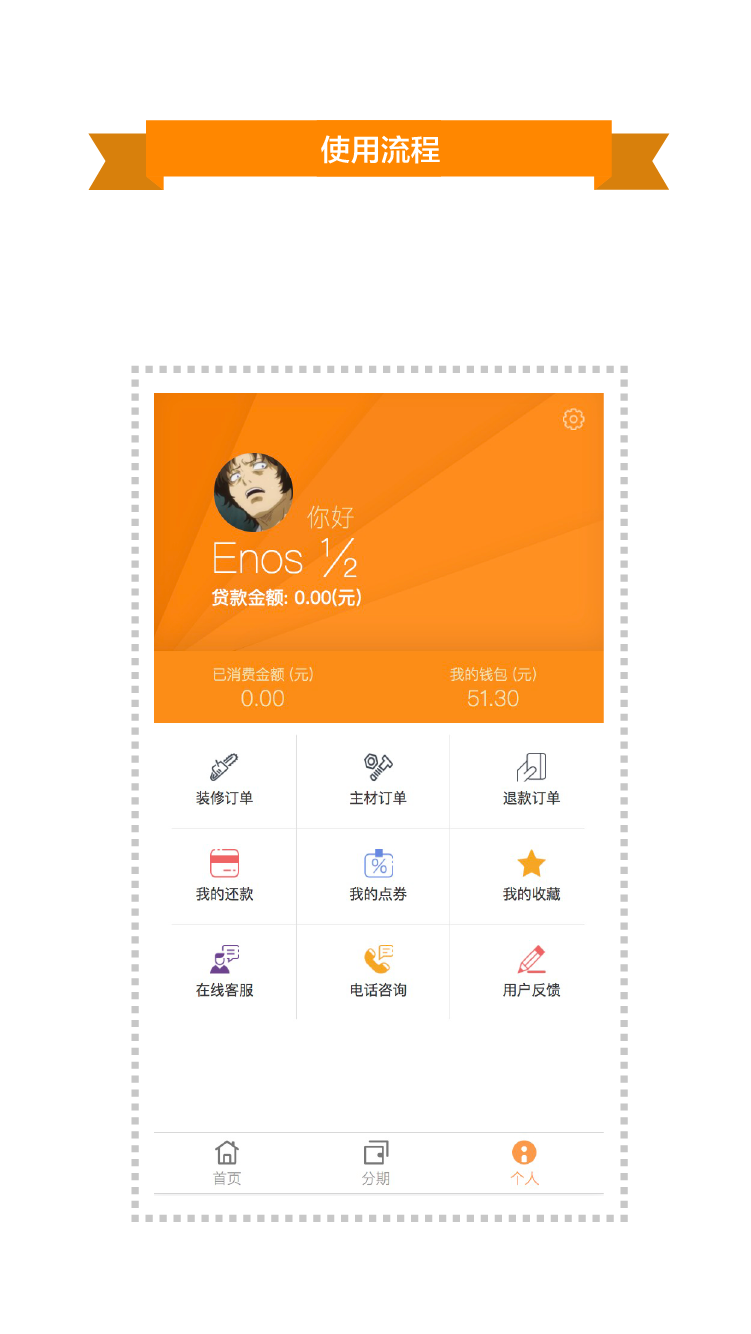 使用流程
你好
Enos ½
贷款金额: 0.00(元)
已消费金额 (元) 我的钱包 (元)
0.00 51.30
装修订单 主材订单 退款订单
我的还款 我的点券 我的收藏
在线客服 电话咨询 用户反馈
首页 分期 个人